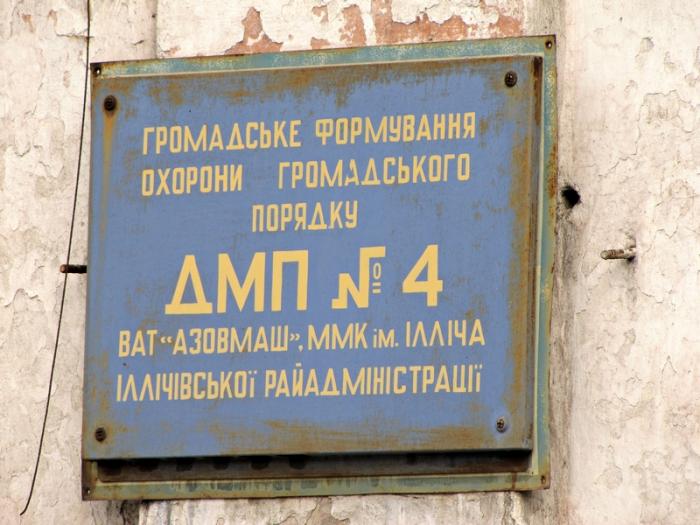 ГРОМАДСЬКЕ ФОРМУВАННЯ
ОХОРОНИ ГРОМАДСЬКОГО
ПОРЯДКУ
ДМП № 4
ВАТ "АЗОВМАШ", ММК ім. ІЛЛІЧА
ІЛЛІЧІВСЬКОЇ РАЙАДМІНІСТРАЦІЇ